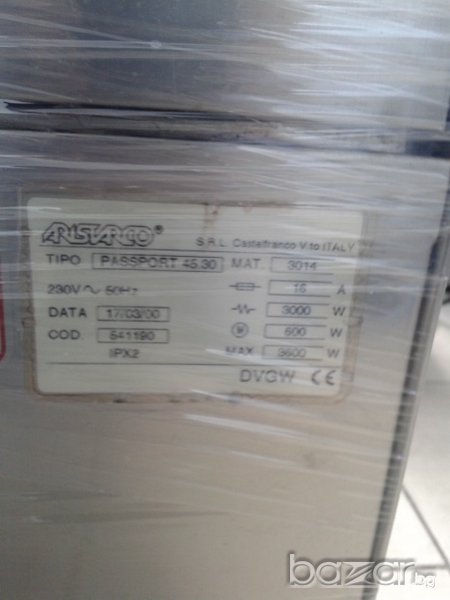 ARISTARCO® S.R.L. Castelfranco V.to ITALY
TIPO PASSPORT 45.30 MAT. 3014
230V ~ 50Hz 16 A
DATA 17/03/00 3000 W
COD. 541190 M 600 W
IPX2 MAX 3600 W
DVGW CE
bazar.bg